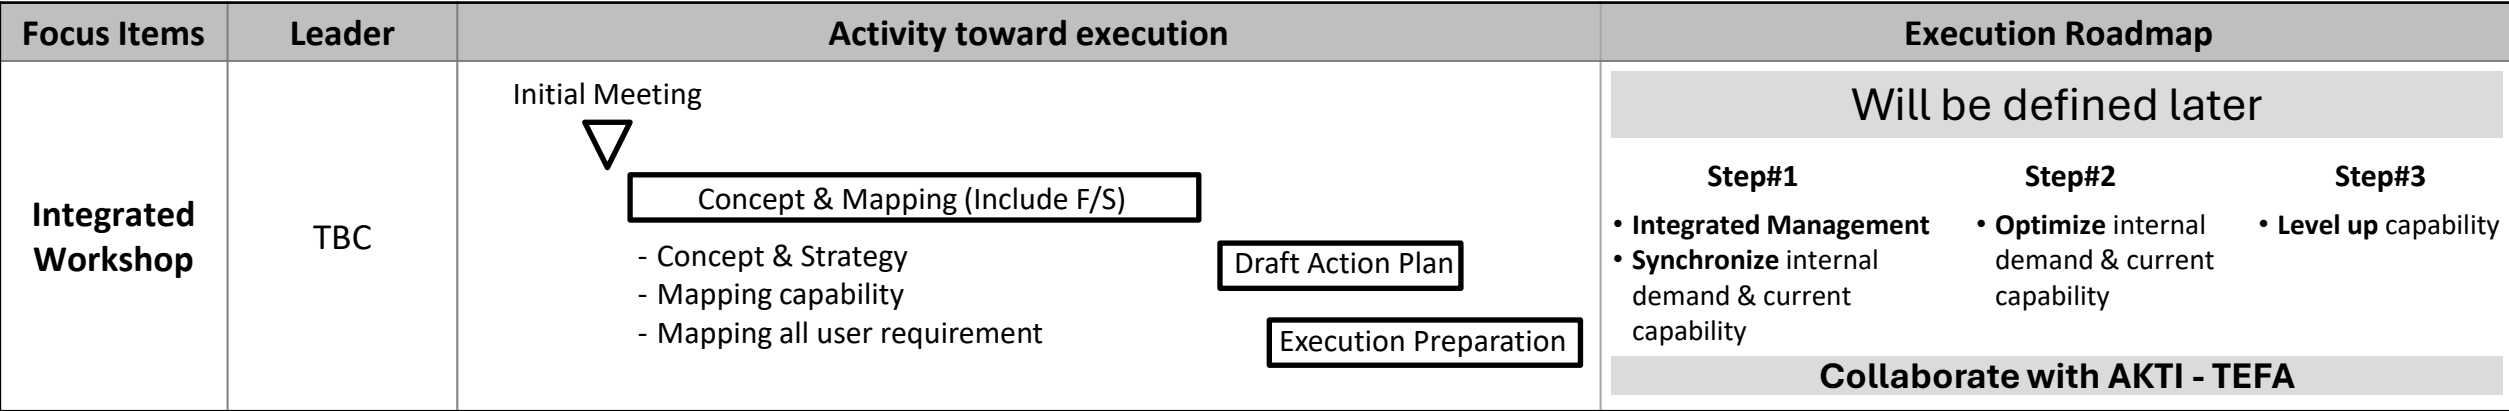 Focus Items
Leader
Activity toward execution
Execution Roadmap
Integrated
Workshop
TBC
Initial Meeting
Concept & Mapping (Include F/S)
- Concept & Strategy
- Mapping capability
- Mapping all user requirement
Draft Action Plan
Execution Preparation
Will be defined later
Step#1
• Integrated Management
• Synchronize internal
demand & current
capability
Step#2
• Optimize internal
demand & current
capability
Step#3
• Level up capability
Collaborate with AKTI - TEFA